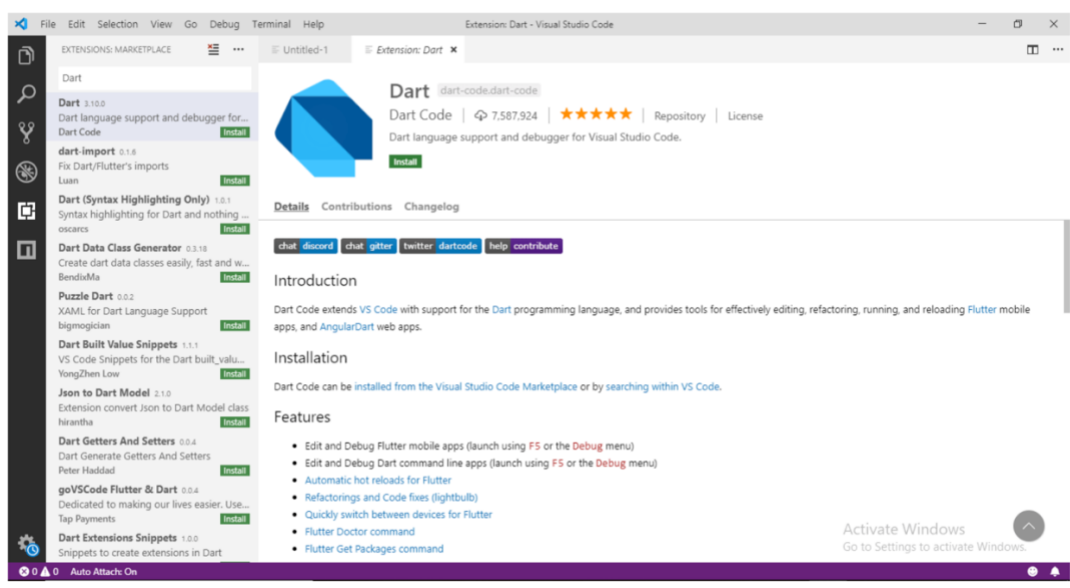 File Edit Selection View Go Debug Terminal Help
Extension: Dart - Visual Studio Code
EXTENSIONS: MARKETPLACE
Untitled-1
Extension: Dart
Dart
Dart 3.10.0
Dart language support and debugger for...
Dart Code
Install
dart-import 0.1.6
Fix Dart/Flutter's imports
Luan
Install
Dart (Syntax Highlighting Only) 1.0.1
Syntax highlighting for Dart and nothing ...
oscarcs
Install
Dart Data Class Generator 0.3.18
Create dart data classes easily, fast and w...
BendixMa
Install
Puzzle Dart 0.0.2
XAML for Dart Language Support
bigmogician
Install
Dart Built Value Snippets 1.1.1
VS Code Snippets for the Dart built_valu...
YongZhen Low
Install
Json to Dart Model 2.1.0
Extension convert Json to Dart Model class
hirantha
Install
Dart Getters And Setters 0.0.4
Dart Generate Getters And Setters
Peter Haddad
Install
goVSCode Flutter & Dart 0.0.4
Dedicated to making our lives easier. Use...
Tap Payments
Install
Dart Extensions Snippets 1.0.0
Snippets to create extensions in Dart
Dart dart-code.dart-code
Dart Code 7,587,924 Repository License
Dart language support and debugger for Visual Studio Code.
Install
Details Contributions Changelog
chat discord chat gitter twitter dartcode help contribute
Introduction
Dart Code extends VS Code with support for the Dart programming language, and provides tools for effectively editing, refactoring, running, and reloading Flutter mobile
apps, and AngularDart web apps.
Installation
Dart Code can be installed from the Visual Studio Code Marketplace or by searching within VS Code.
Features
• Edit and Debug Flutter mobile apps (launch using F5 or the Debug menu)
• Edit and Debug Dart command line apps (launch using F5 or the Debug menu)
• Automatic hot reloads for Flutter
• Refactorings and Code fixes (lightbulb)
• Quickly switch between devices for Flutter
• Flutter Doctor command
• Flutter Get Packages command
Activate Windows
Go to Settings to activate Windows.
0 0 Auto Attach: On